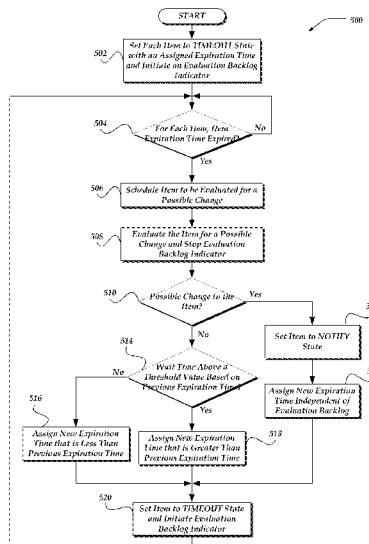 START
500
502
Set Each Item to TIMEOUT State
with an Assigned Expiration Time
and Initiate an Evaluation Backlog
Indicator
504
For Each Item, Item
Expiration Time Expired?
No
Yes
506
Schedule Item to be Evaluated for a
Possible Change
508
Evaluate the Item for a Possible
Change and Stop Evaluation
Backlog Indicator
510
Possible Change to the
Item?
Yes
No
Set Item to NOTIFY
State
514
Wait Time Above a
Threshold Value Based on
Previous Expiration Time?
No
Yes
Assign New Expiration
Time Independent of
Evaluation Backlog
516
Assign New Expiration
Time that is Less Than
Previous Expiration Time
518
Assign New Expiration
Time that is Greater Than
Previous Expiration Time
520
Set Item to TIMEOUT State
and Initiate Evaluation
Backlog Indicator